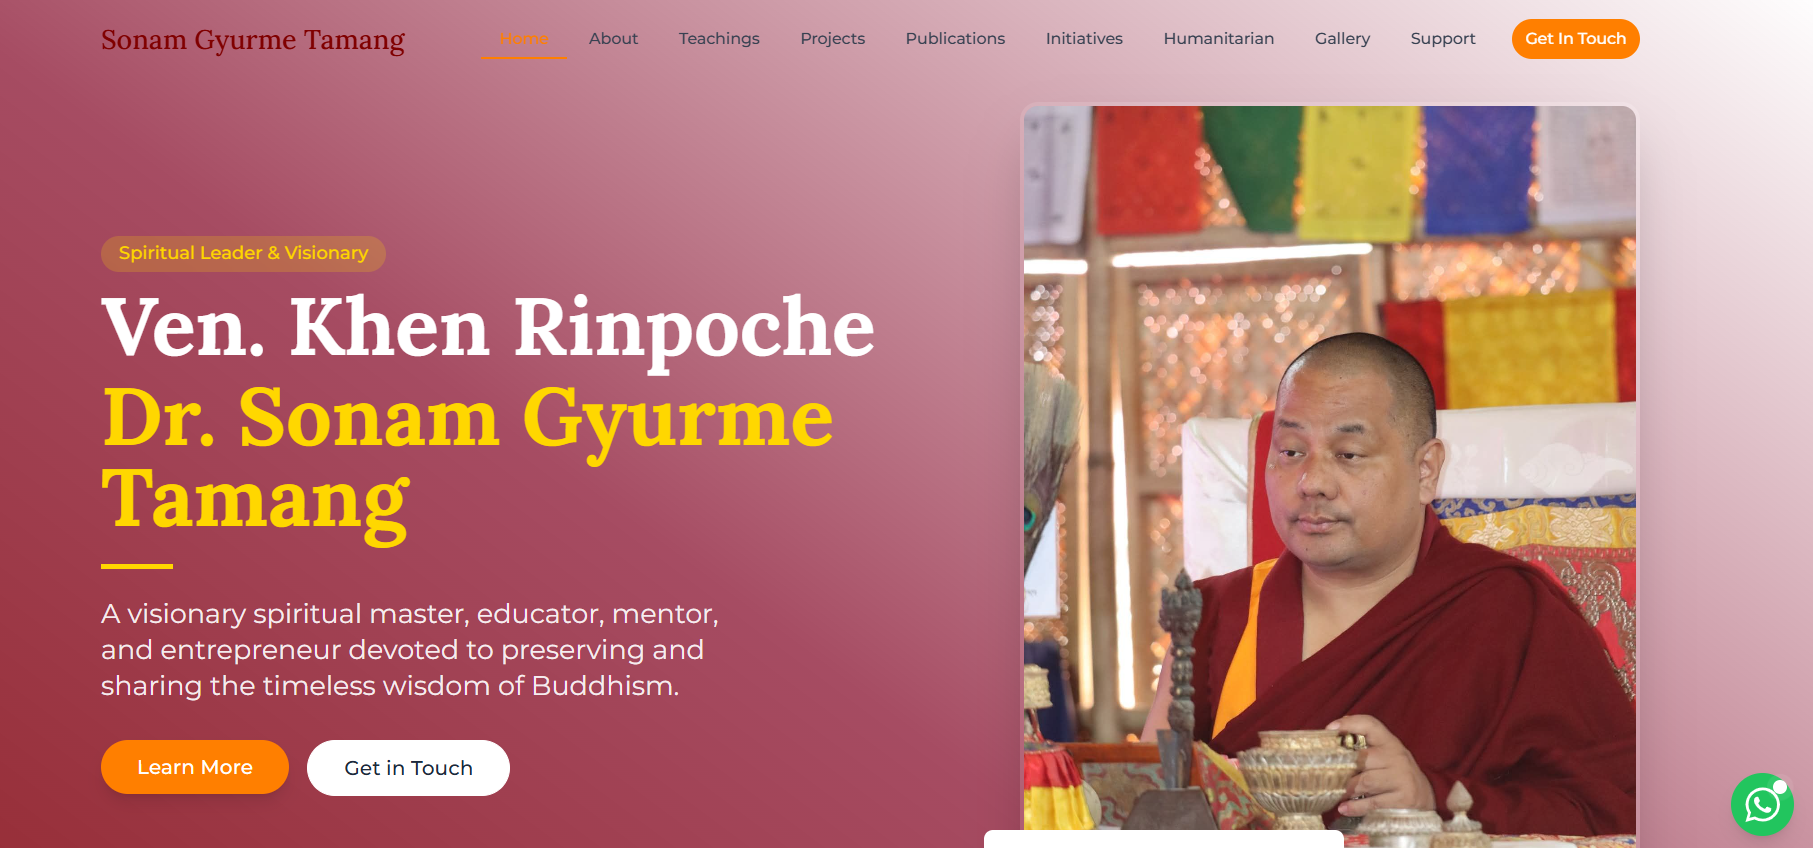 Sonam Gyurme Tamang
Home About Teachings Projects Publications Initiatives Humanitarian Gallery Support Get In Touch
Spiritual Leader & Visionary
Ven. Khen Rinpoche
Dr. Sonam Gyurme
Tamang
A visionary spiritual master, educator, mentor,
and entrepreneur devoted to preserving and
sharing the timeless wisdom of Buddhism.
Learn More
Get in Touch